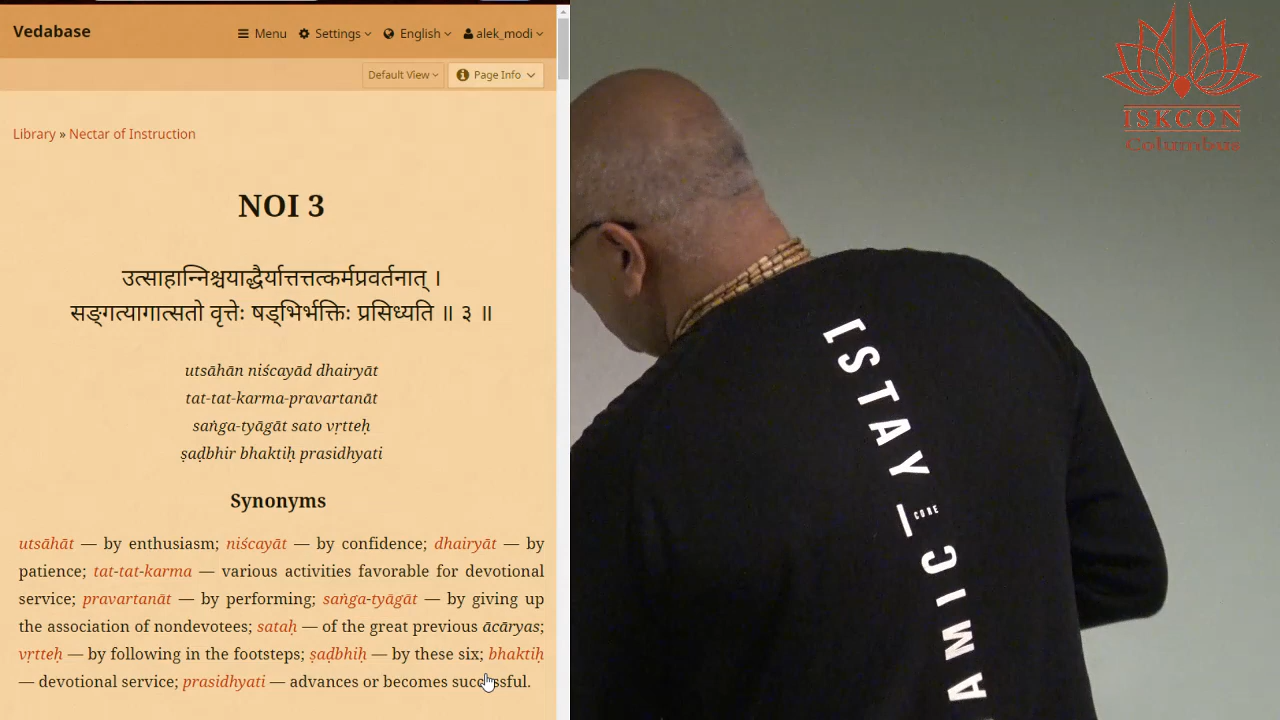 Vedabase
Menu Settings English alek_modi
Default View Page Info
Library » Nectar of Instruction
NOI 3
उत्साहान्निश्चयाद्धैर्यात्तत्तत्कर्मप्रवर्तनात् ।
सङ्गत्यागात्सतो वृत्तेः षड्‍भिर्भक्तिः प्रसिध्यति ॥ ३ ॥
utsāhān niścayād dhairyāt
tat-tat-karma-pravartanāt
saṅga-tyāgāt sato vṛtteḥ
ṣaḍbhir bhaktiḥ prasidhyati
Synonyms
utsāhāt — by enthusiasm; niścayāt — by confidence; dhairyāt — by
patience; tat-tat-karma — various activities favorable for devotional
service; pravartanāt — by performing; saṅga-tyāgāt — by giving up
the association of nondevotees; sataḥ — of the great previous ācāryas;
vṛtteḥ — by following in the footsteps; ṣaḍbhiḥ — by these six; bhaktiḥ
— devotional service; prasidhyati — advances or becomes successful.
ISKCON
Columbus
[STAY
CORE
AMIC